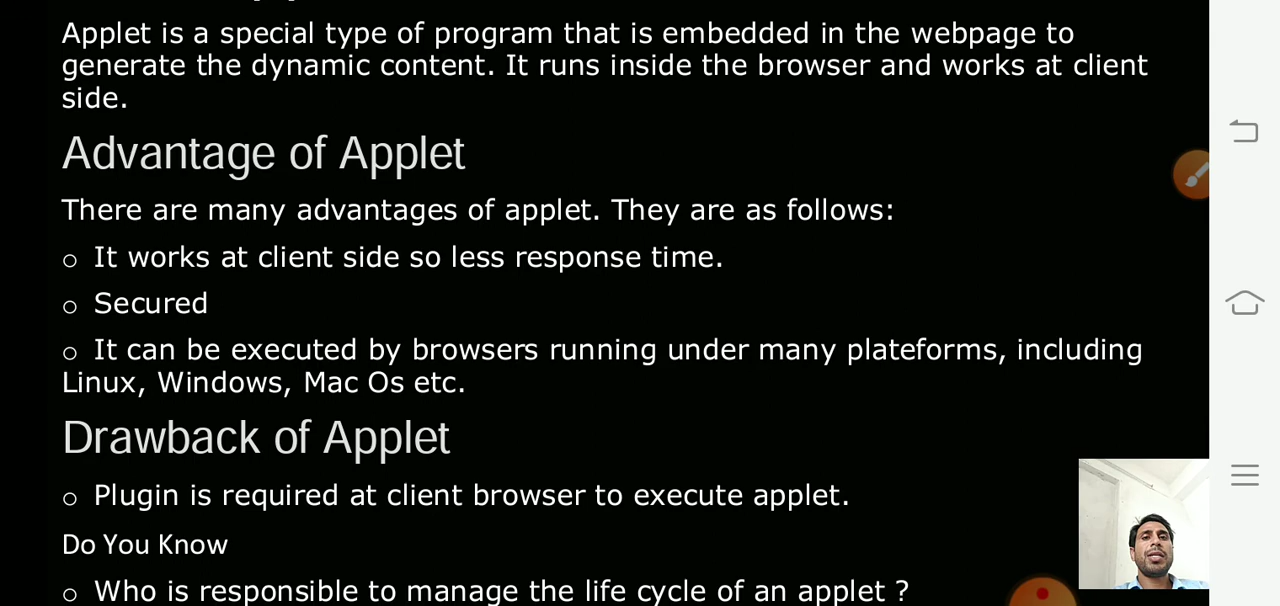 Applet is a special type of program that is embedded in the webpage to
generate the dynamic content. It runs inside the browser and works at client
side.
Advantage of Applet
There are many advantages of applet. They are as follows:
o It works at client side so less response time.
o Secured
o It can be executed by browsers running under many plateforms, including
Linux, Windows, Mac Os etc.
Drawback of Applet
o Plugin is required at client browser to execute applet.
Do You Know
o Who is responsible to manage the life cycle of an applet ?